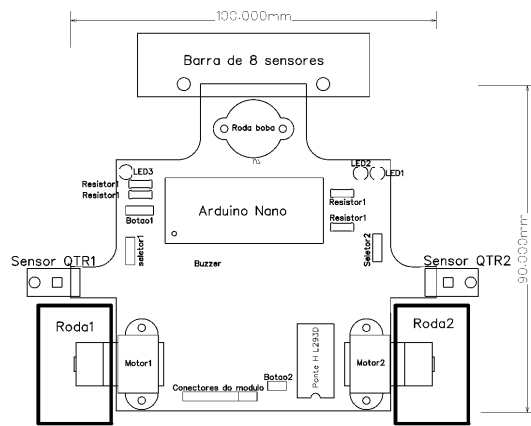 100.000mm
Barra de 8 sensores
Roda boba
LED3
LED2
LED1
Resistor1
Resistor1
Resistor1
Arduino Nano
Botao1
Resistor1
seletor1
Seletor2
Sensor QTR1
Buzzer
Sensor QTR2
90.000mm
Roda1
Roda2
Motor1
Ponte H L293D
Motor2
Botao2
Conectores do modulo